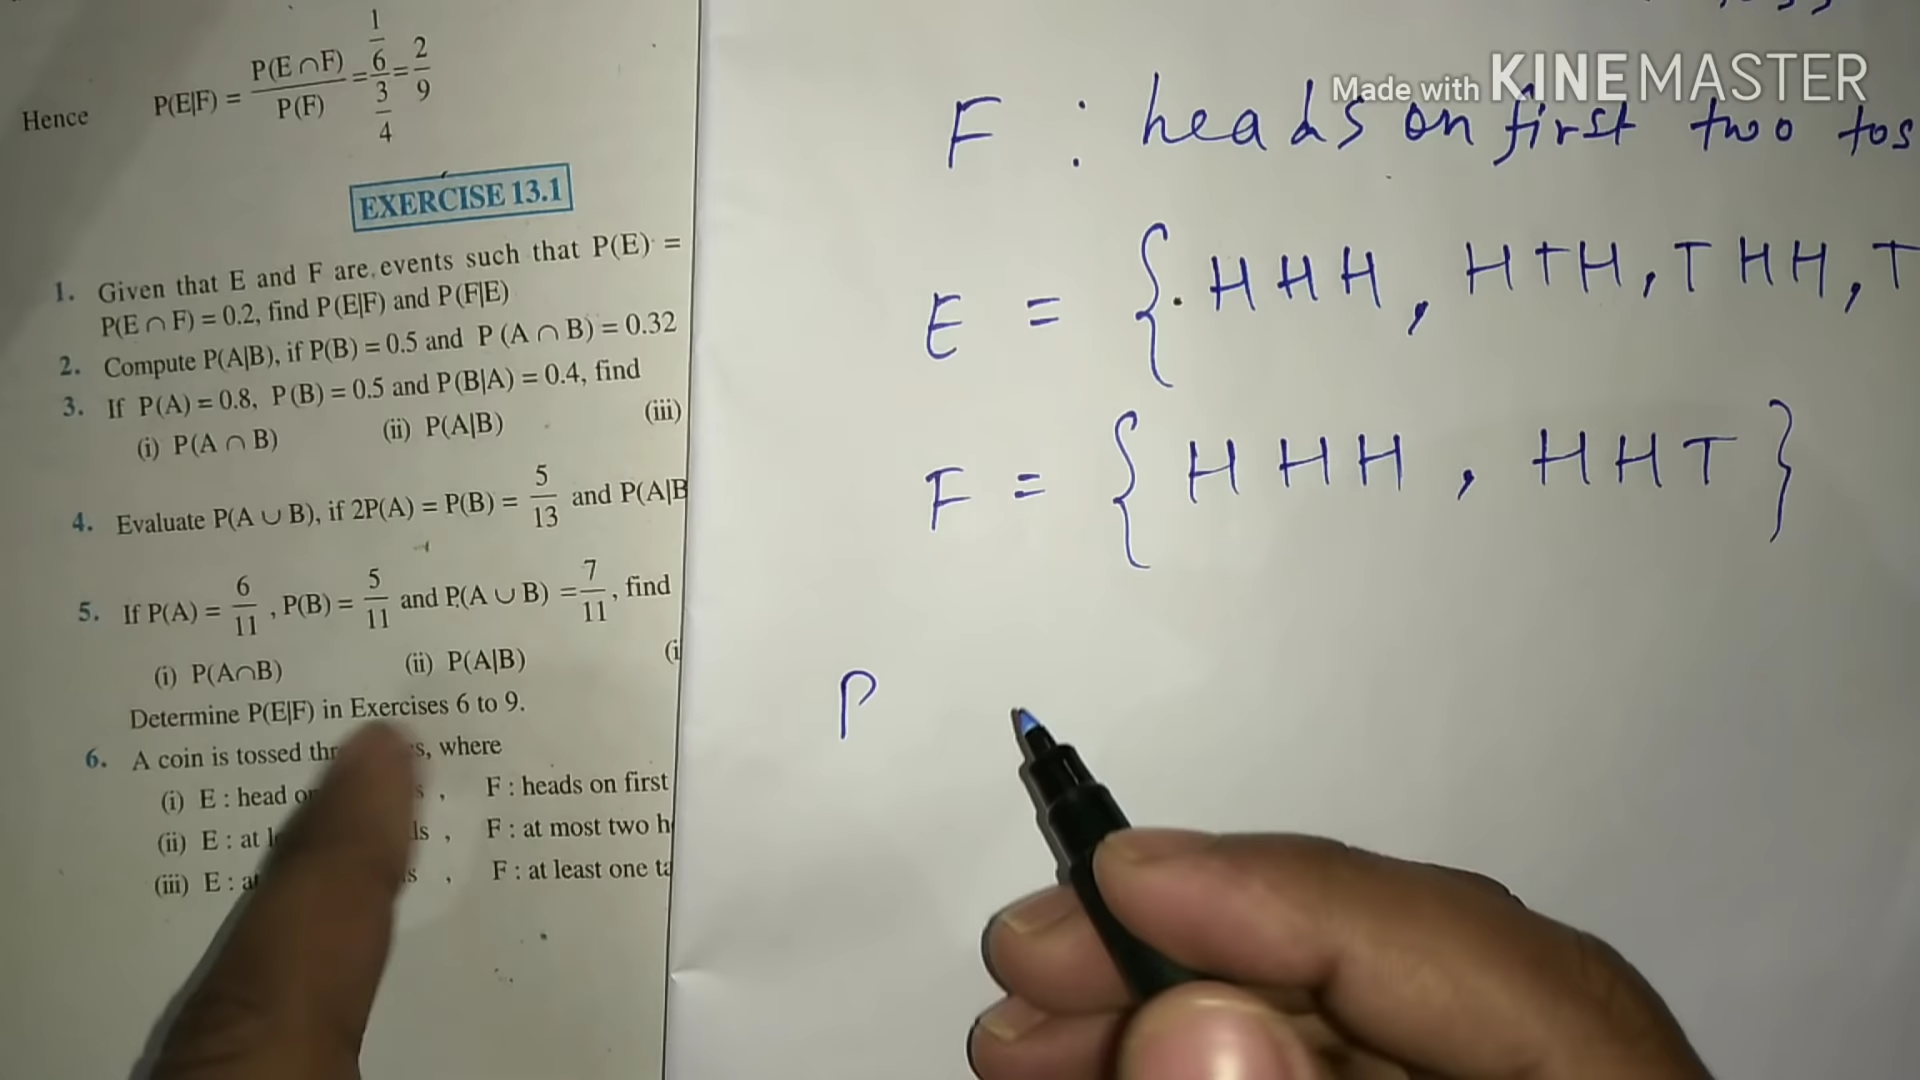 Hence P(E|F) = P(E ∩ F) / P(F) = 1/6 / 3/4 = 2/9
EXERCISE 13.1
1. Given that E and F are events such that P(E) =
P(E ∩ F) = 0.2, find P(E|F) and P(F|E)
2. Compute P(A|B), if P(B) = 0.5 and P (A ∩ B) = 0.32
3. If P(A) = 0.8, P(B) = 0.5 and P(B|A) = 0.4, find
(i) P(A ∩ B) (ii) P(A|B) (iii)
4. Evaluate P(A ∪ B), if 2P(A) = P(B) = 5/13 and P(A|B
5. If P(A) = 6/11, P(B) = 5/11 and P(A ∪ B) = 7/11, find
(i) P(A∩B) (ii) P(A|B) (i
Determine P(E|F) in Exercises 6 to 9.
6. A coin is tossed thr s, where
(i) E : head o s , F : heads on first
(ii) E : at l ds , F : at most two h
(iii) E : a s , F : at least one ta
Made with KINEMASTER
F : heads on first two tos
E = { HHH, HTH, THH, T
F = { HHH, HHT }
P